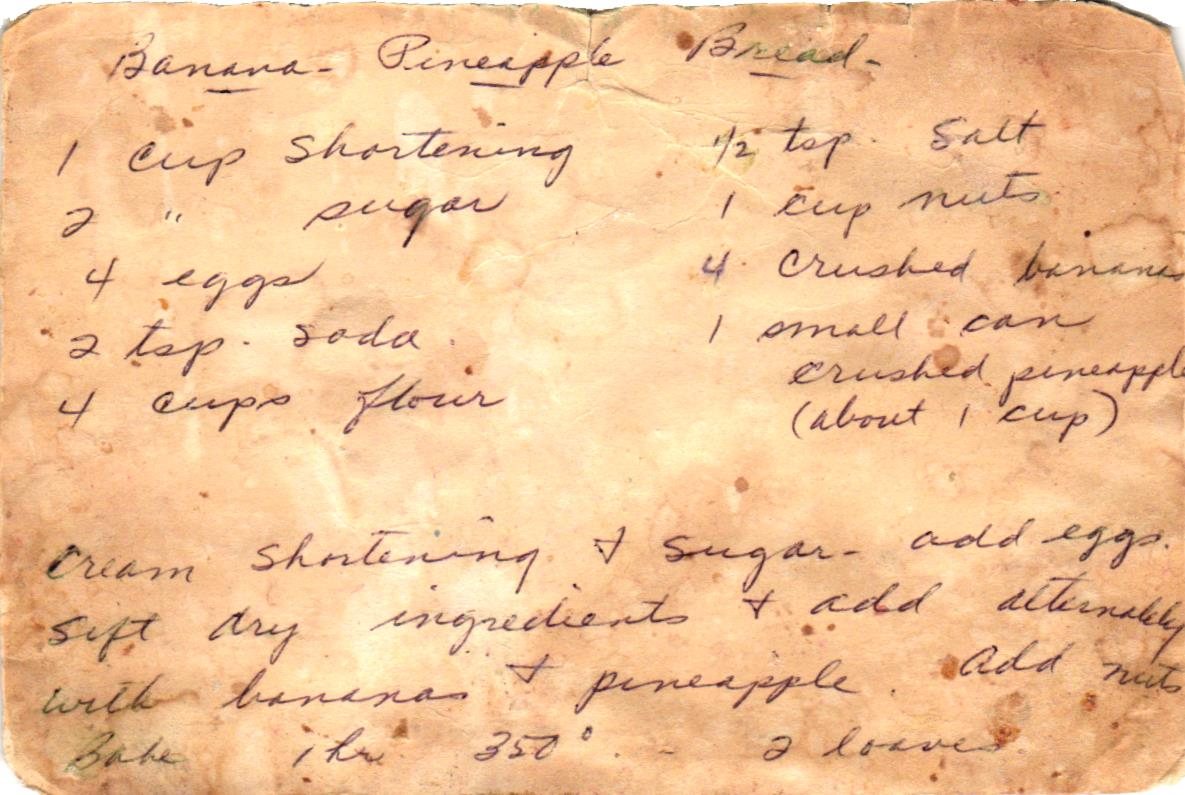 Banana - Pineapple Bread -
1 cup shortening
2 " sugar
4 eggs
2 tsp. soda
4 cups flour
1/2 tsp. Salt
1 cup nuts
4 crushed bananas
1 small can
crushed pineapple
(about 1 cup)
Cream shortening & sugar - add eggs.
Sift dry ingredients & add alternately
with bananas & pineapple. Add nuts
Bake 1 hr 350°. - 2 loaves.